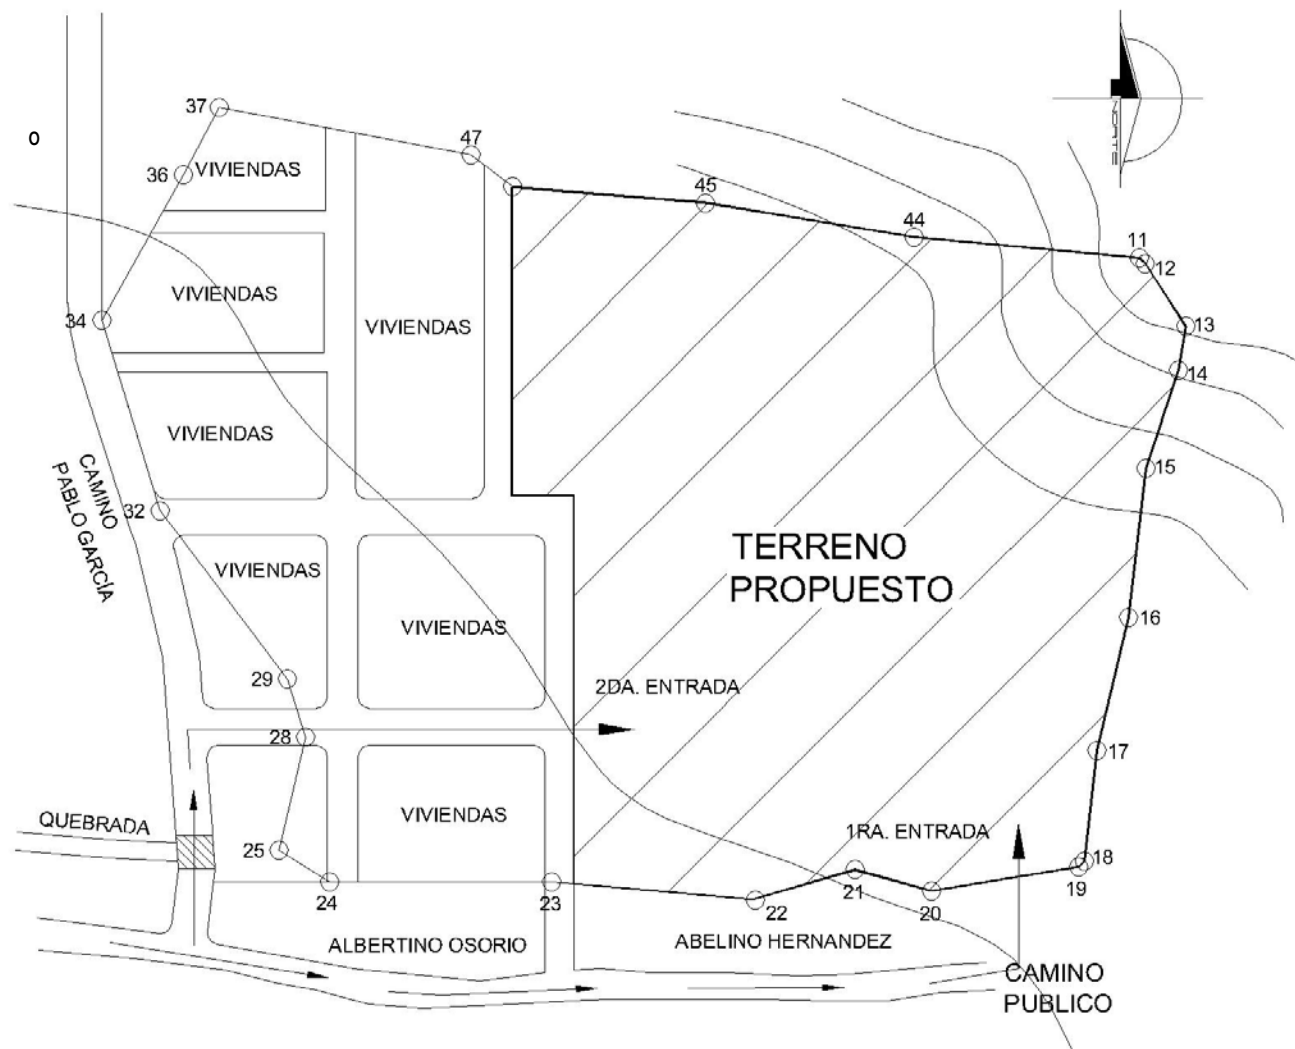 37
47
O
36
VIVIENDAS
45
44
11
12
VIVIENDAS
34
VIVIENDAS
13
14
VIVIENDAS
15
32
CAMINO
PABLO GARCÍA
TERRENO
PROPUESTO
VIVIENDAS
16
VIVIENDAS
29
2DA. ENTRADA
28
17
QUEBRADA
VIVIENDAS
1RA. ENTRADA
25
18
19
24
23
21
20
22
ALBERTINO OSORIO
ABELINO HERNANDEZ
CAMINO
PUBLICO